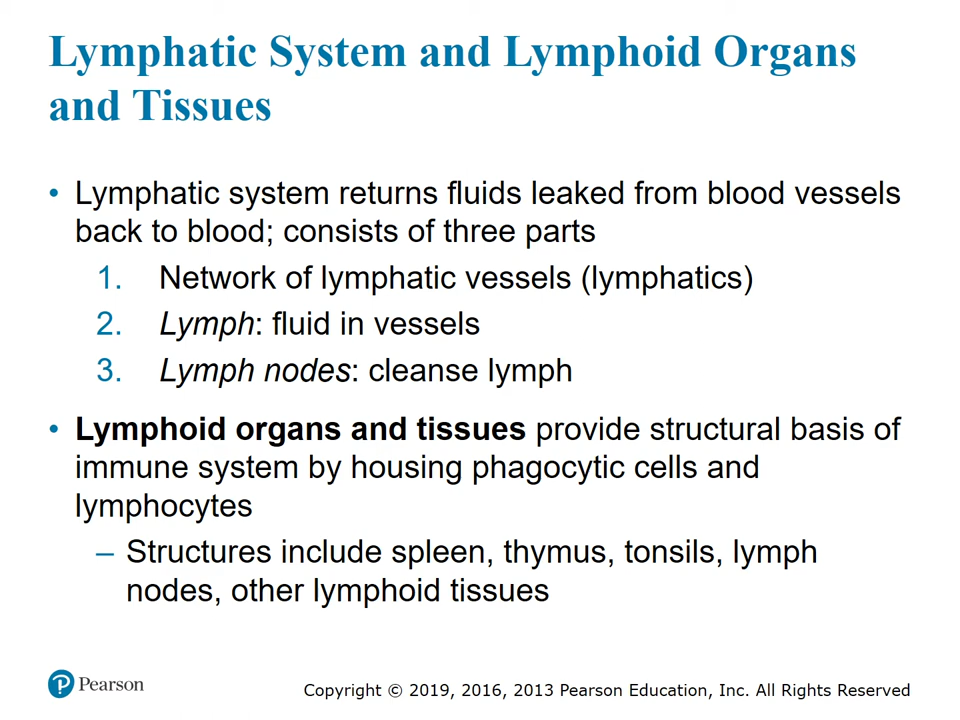 Lymphatic System and Lymphoid Organs
and Tissues
• Lymphatic system returns fluids leaked from blood vessels
back to blood; consists of three parts
1. Network of lymphatic vessels (lymphatics)
2. Lymph: fluid in vessels
3. Lymph nodes: cleanse lymph
• Lymphoid organs and tissues provide structural basis of
immune system by housing phagocytic cells and
lymphocytes
– Structures include spleen, thymus, tonsils, lymph
nodes, other lymphoid tissues
Pearson
Copyright © 2019, 2016, 2013 Pearson Education, Inc. All Rights Reserved